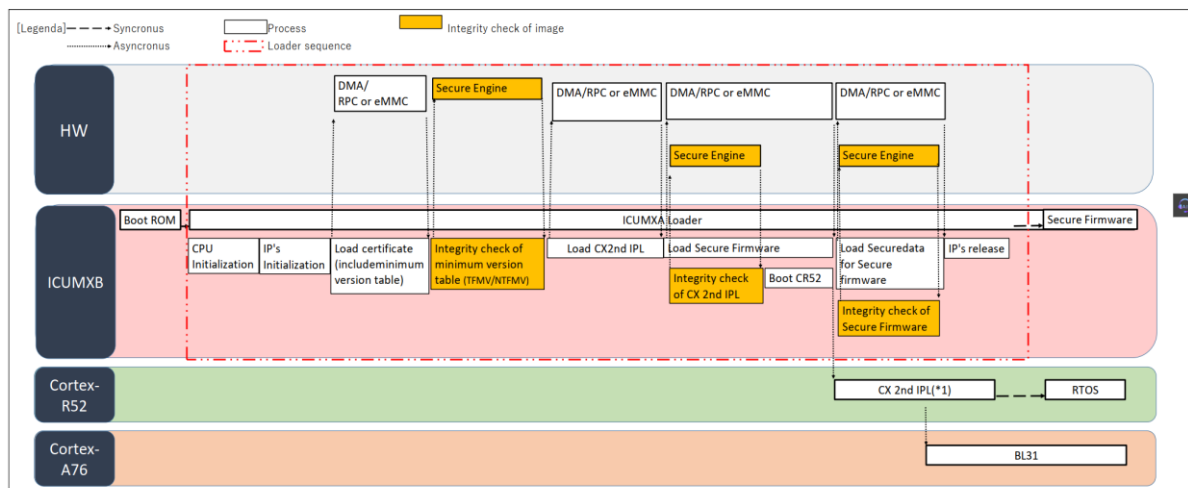 [Legenda]
Syncronus
Process
Integrity check of image
Asyncronus
Loader sequence
HW
DMA/
RPC or eMMC
Secure Engine
DMA/RPC or eMMC
DMA/RPC or eMMC
DMA/RPC or eMMC
Secure Engine
Secure Engine
ICUMXB
Boot ROM
ICUMXA Loader
Secure Firmware
CPU
Initialization
IP's
Initialization
Load certificate
(includeminimum
version table)
Integrity check of
minimum version
table (TFMV/NTFMV)
Load CX2nd IPL
Load Secure Firmware
Integrity check
of CX 2nd IPL
Boot CR52
Load Securedata
for Secure
firmware
IP's release
Integrity check of
Secure Firmware
Cortex-
R52
CX 2nd IPL(*1)
RTOS
Cortex-
A76
BL31